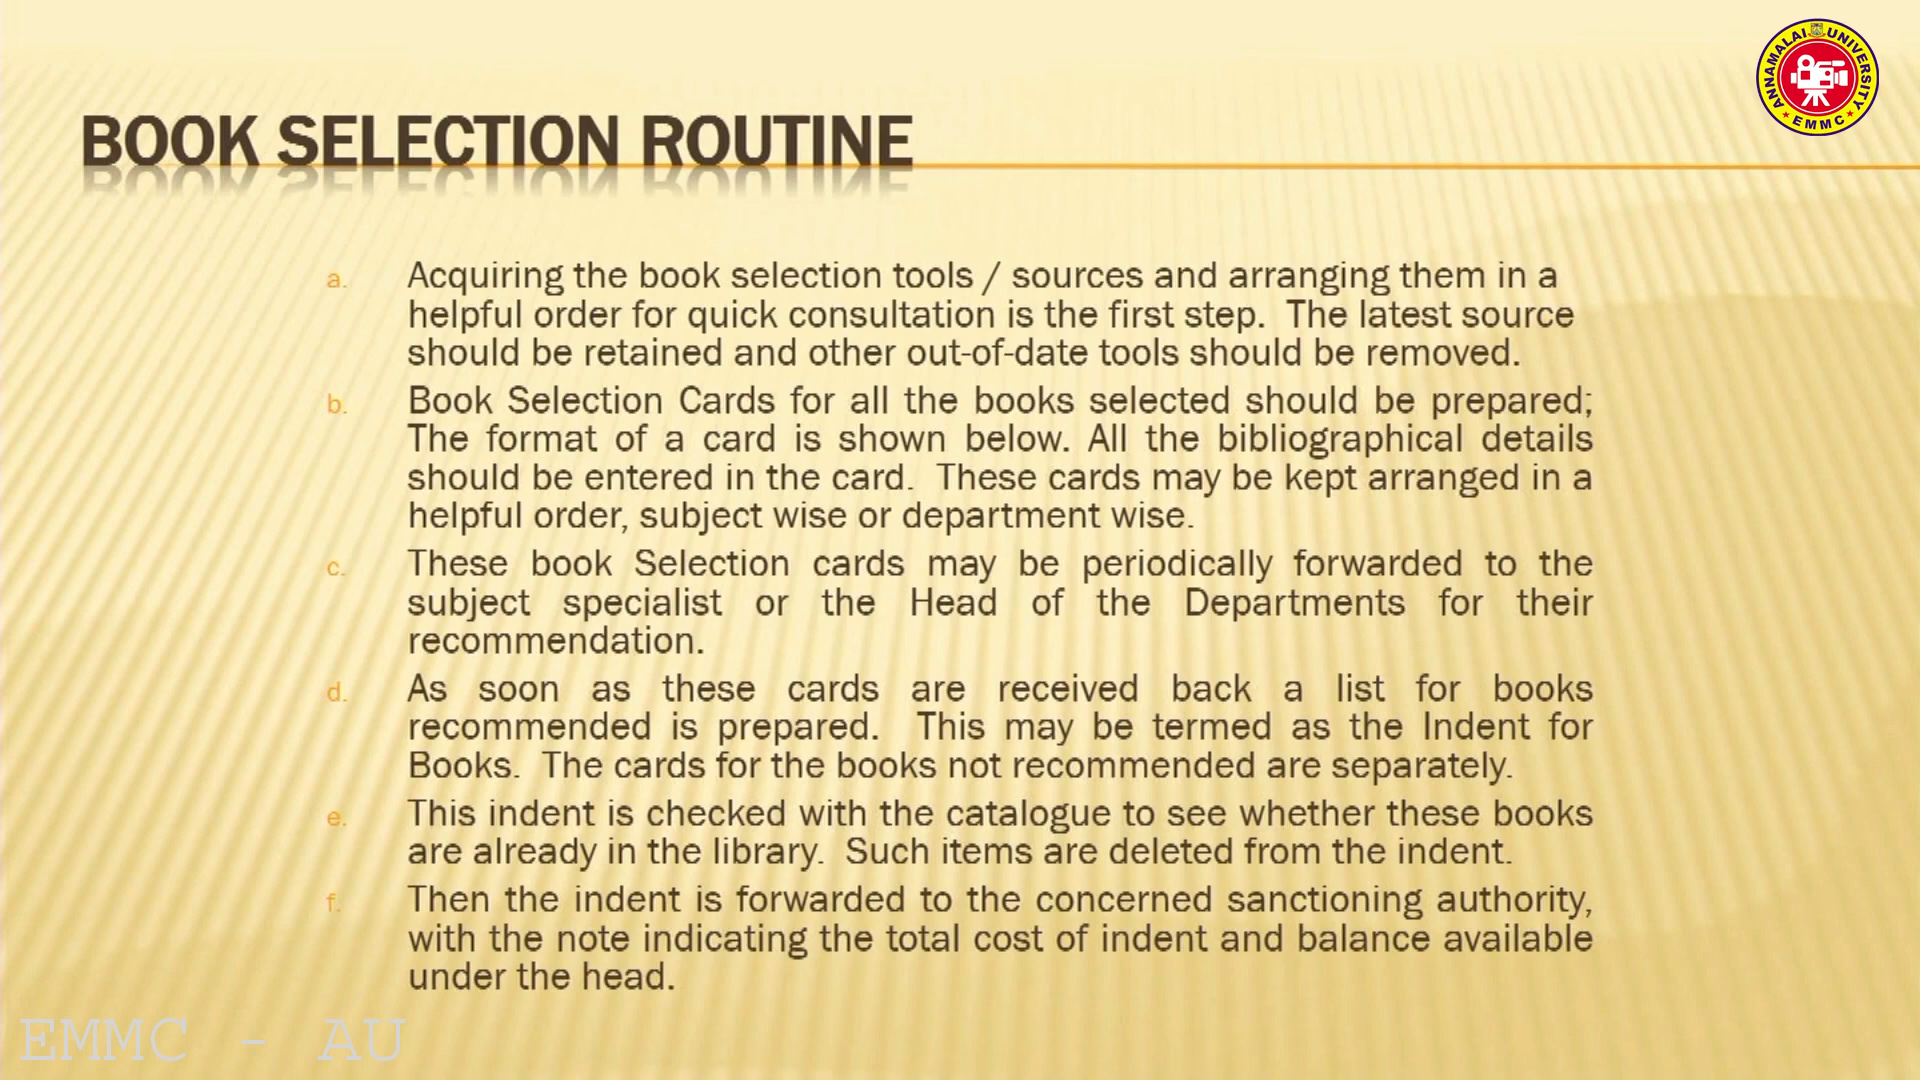 ANNAMALAI UNIVERSITY
EMMC
BOOK SELECTION ROUTINE
a. Acquiring the book selection tools / sources and arranging them in a
helpful order for quick consultation is the first step. The latest source
should be retained and other out-of-date tools should be removed.
b. Book Selection Cards for all the books selected should be prepared;
The format of a card is shown below. All the bibliographical details
should be entered in the card. These cards may be kept arranged in a
helpful order, subject wise or department wise.
c. These book Selection cards may be periodically forwarded to the
subject specialist or the Head of the Departments for their
recommendation.
d. As soon as these cards are received back a list for books
recommended is prepared. This may be termed as the Indent for
Books. The cards for the books not recommended are separately.
e. This indent is checked with the catalogue to see whether these books
are already in the library. Such items are deleted from the indent.
f. Then the indent is forwarded to the concerned sanctioning authority,
with the note indicating the total cost of indent and balance available
under the head.
EMMC - AU